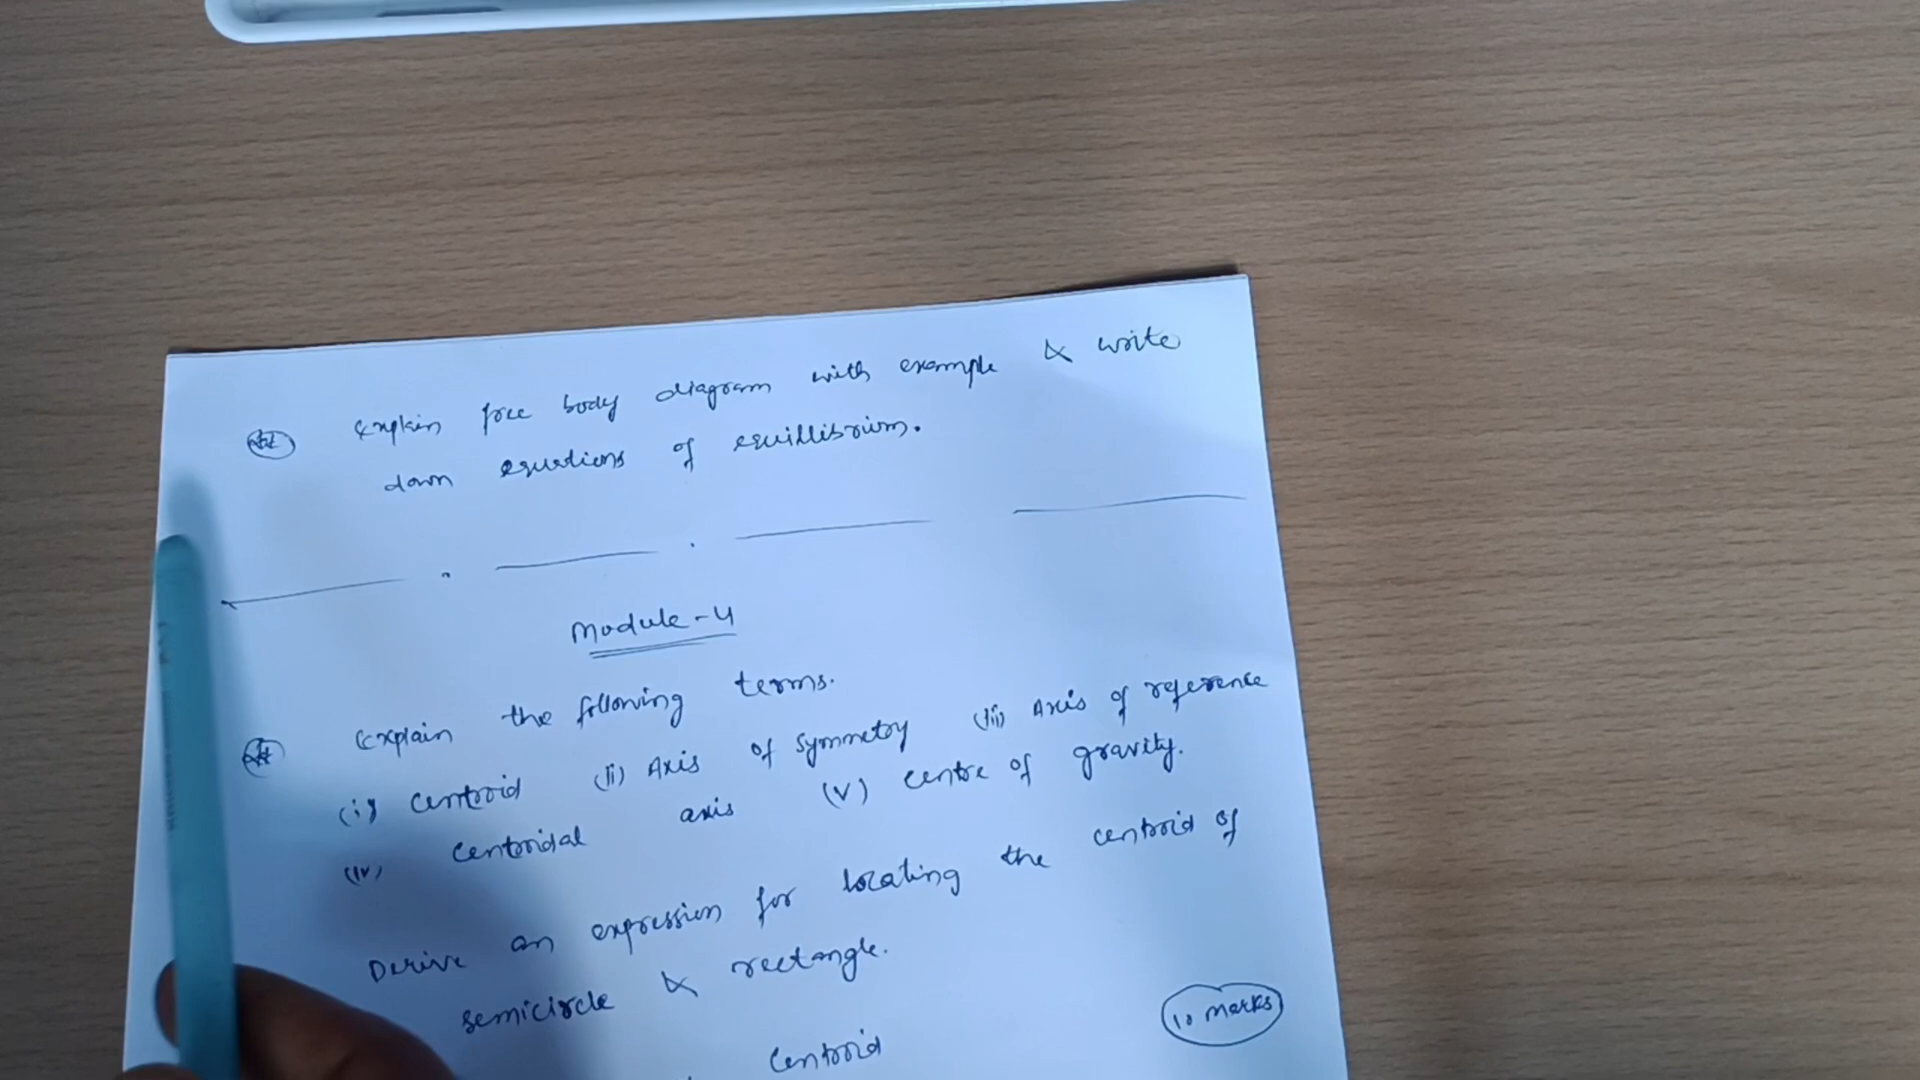 Explain free body diagram with example & write
down equations of equillibrium.
Module-4
Explain the following terms.
(i) Centroid (ii) Axis of Symmetry (iii) Axis of reference
(iv) Centroidal axis (v) centre of gravity.
Derive an expression for locating the centroid of
semicircle & rectangle.
10 Marks
Centroid